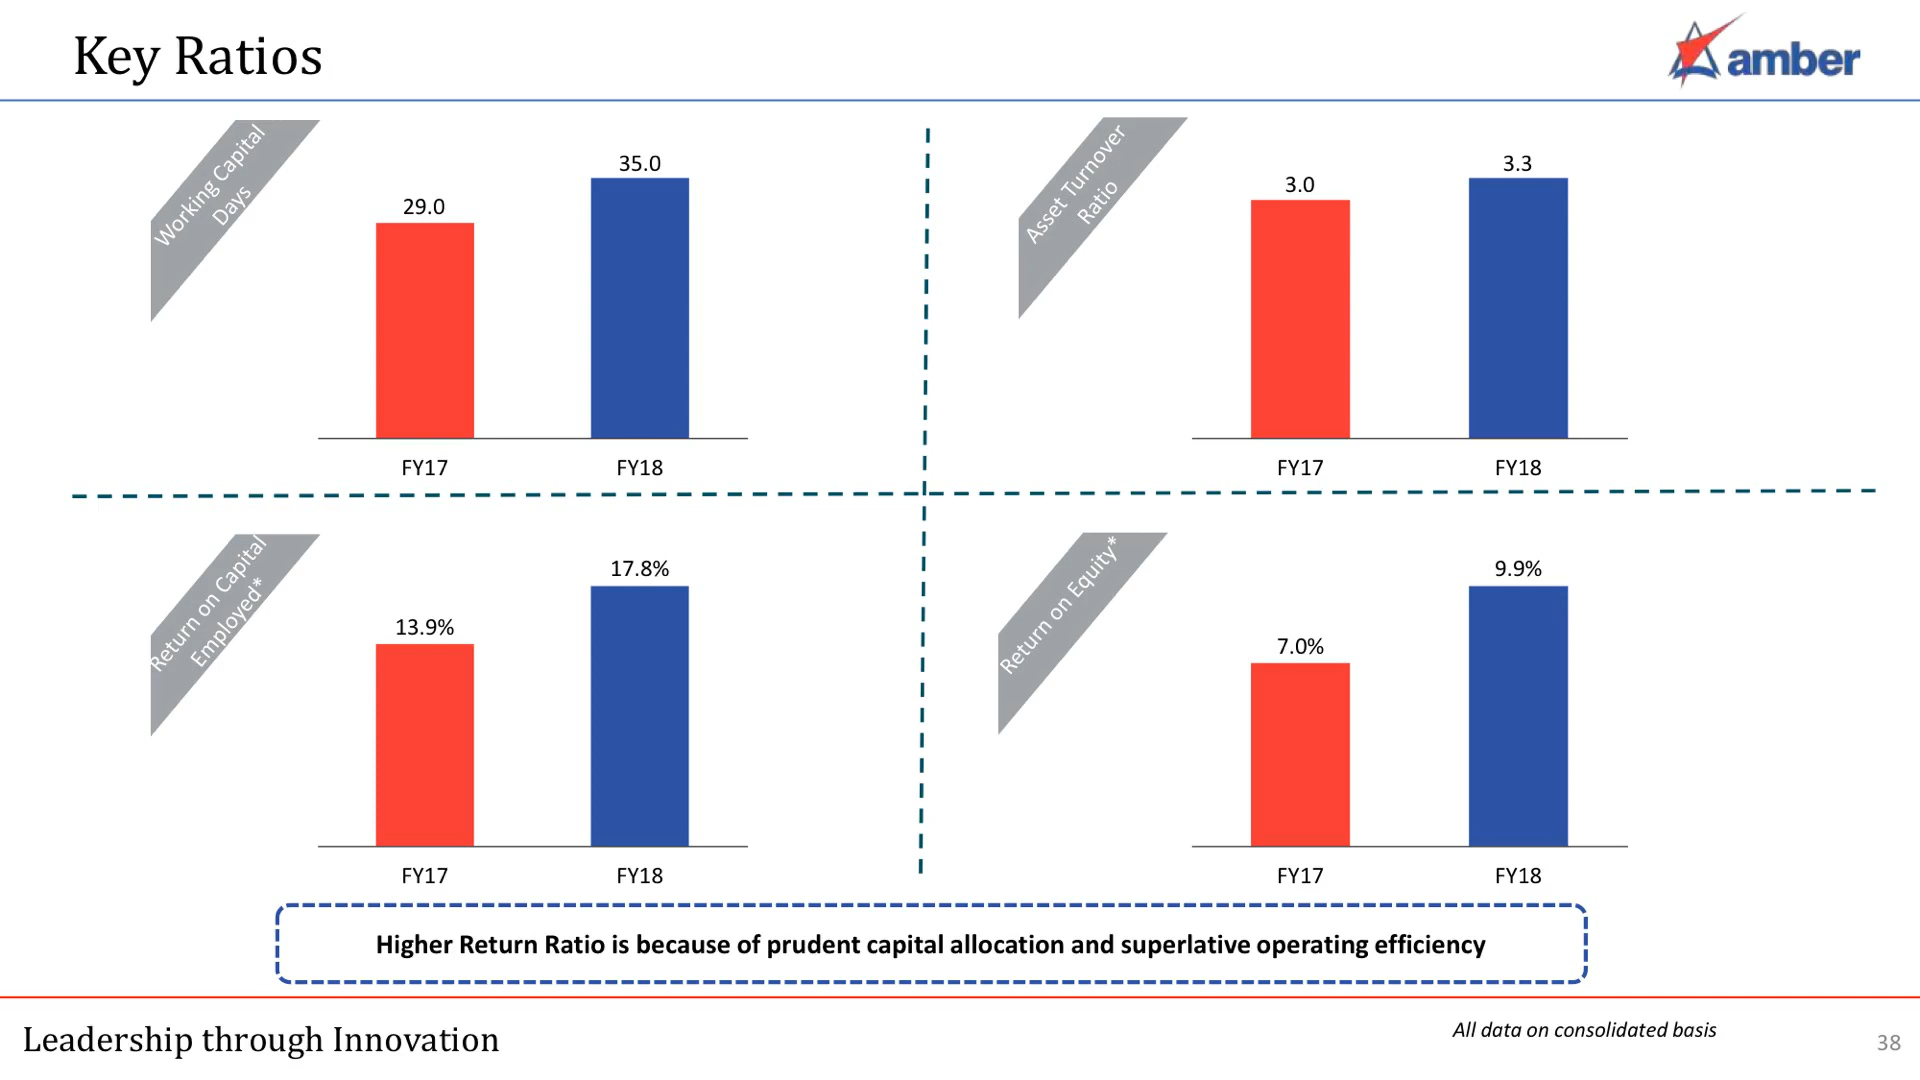 Key Ratios
amber
Working Capital
Days
29.0
35.0
FY17
FY18
Asset Turnover
Ratio
3.0
3.3
FY17
FY18
Return on Capital
Employed*
13.9%
17.8%
FY17
FY18
Return on Equity*
7.0%
9.9%
FY17
FY18
Higher Return Ratio is because of prudent capital allocation and superlative operating efficiency
Leadership through Innovation
All data on consolidated basis
38